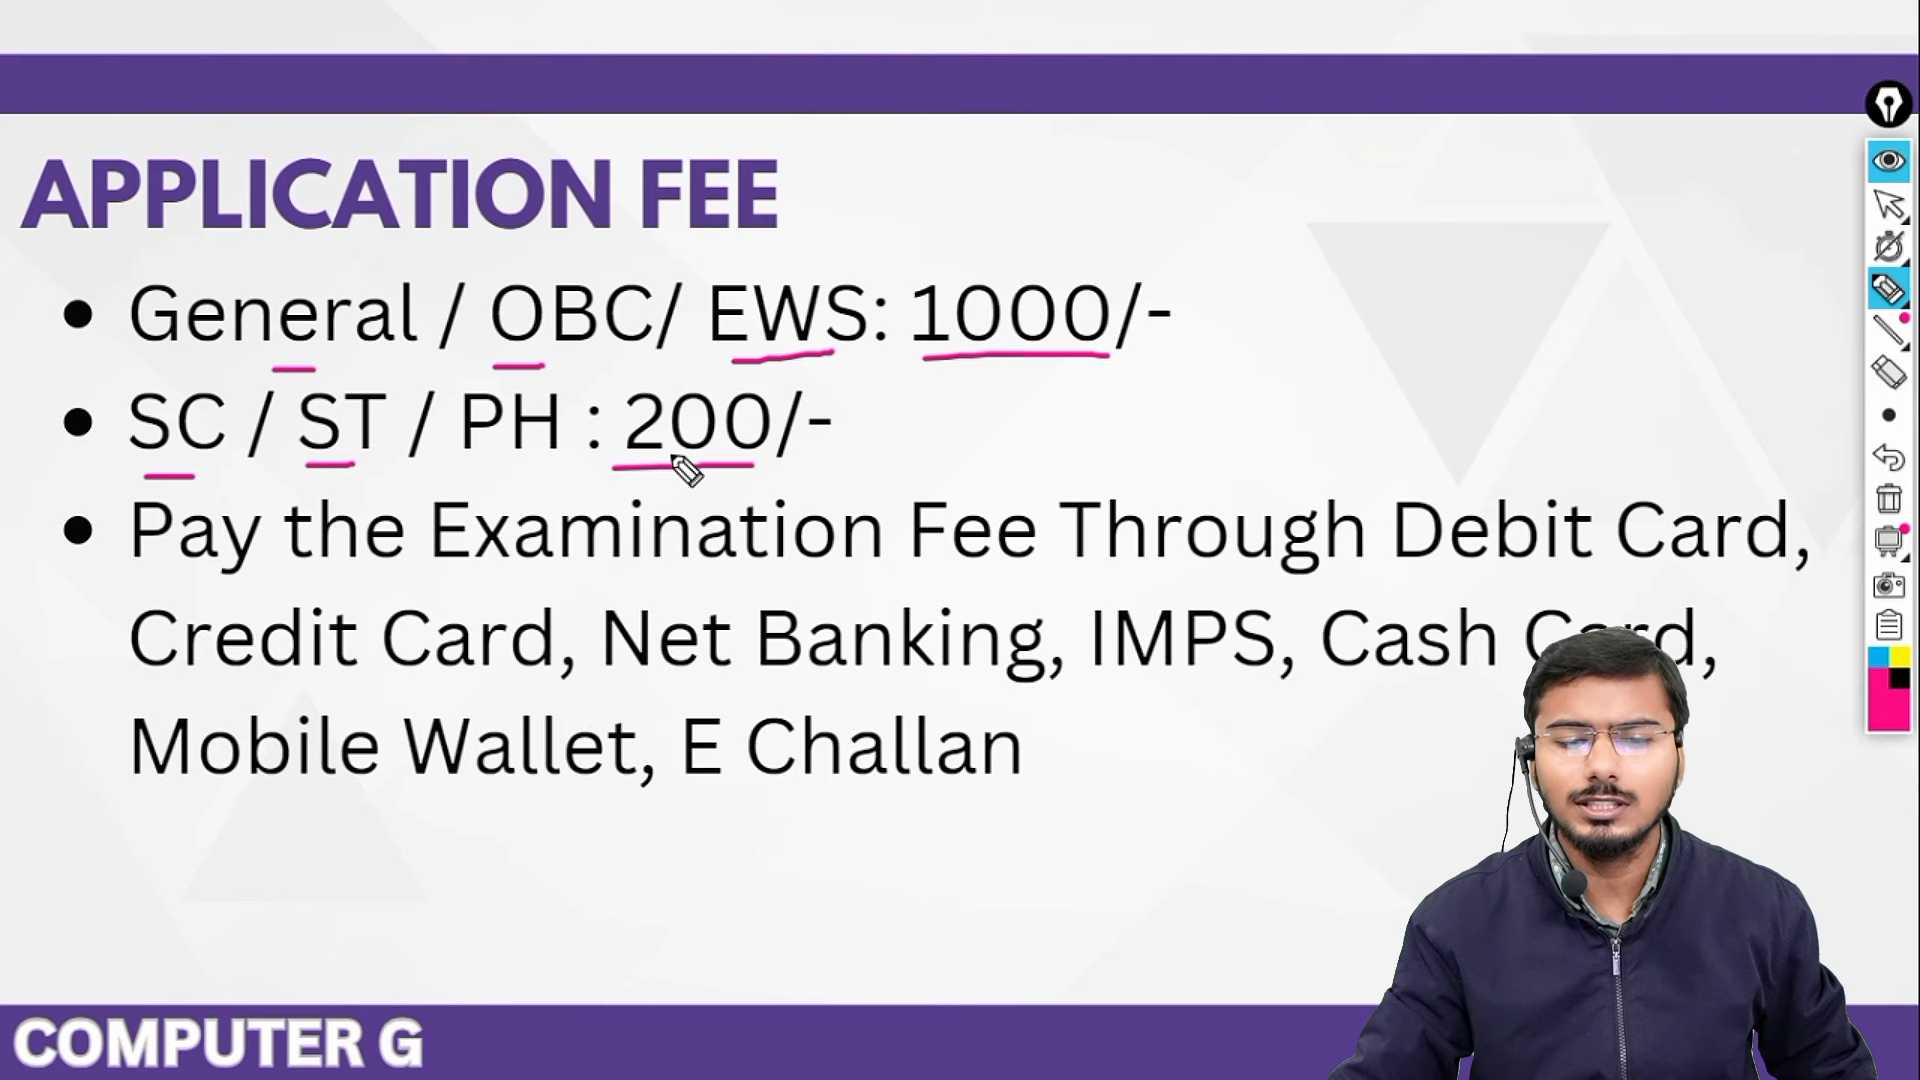 APPLICATION FEE
• General / OBC/ EWS: 1000/-
• SC / ST / PH : 200/-
• Pay the Examination Fee Through Debit Card,
Credit Card, Net Banking, IMPS, Cash Card,
Mobile Wallet, E Challan
COMPUTER G